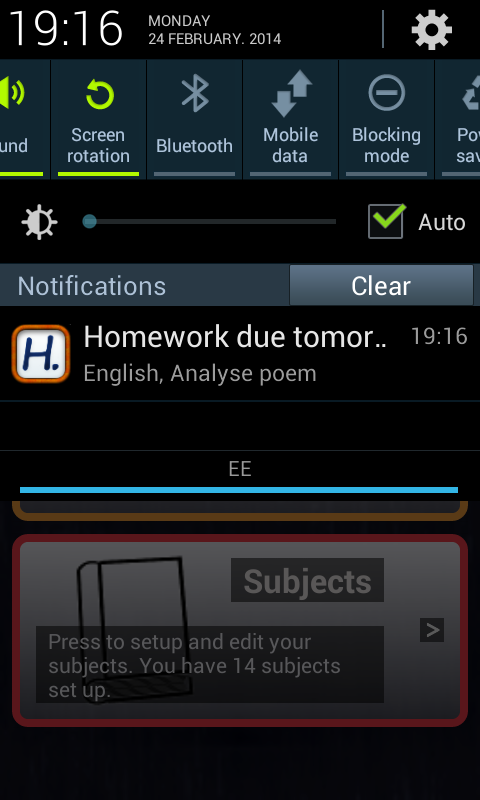 19:16
MONDAY
24 FEBRUARY. 2014
und
Screen
rotation
Bluetooth
Mobile
data
Blocking
mode
Pow
sav
Auto
Notifications
Clear
H.
Homework due tomor..
19:16
English, Analyse poem
EE
Subjects
Press to setup and edit your
subjects. You have 14 subjects
set up.
>